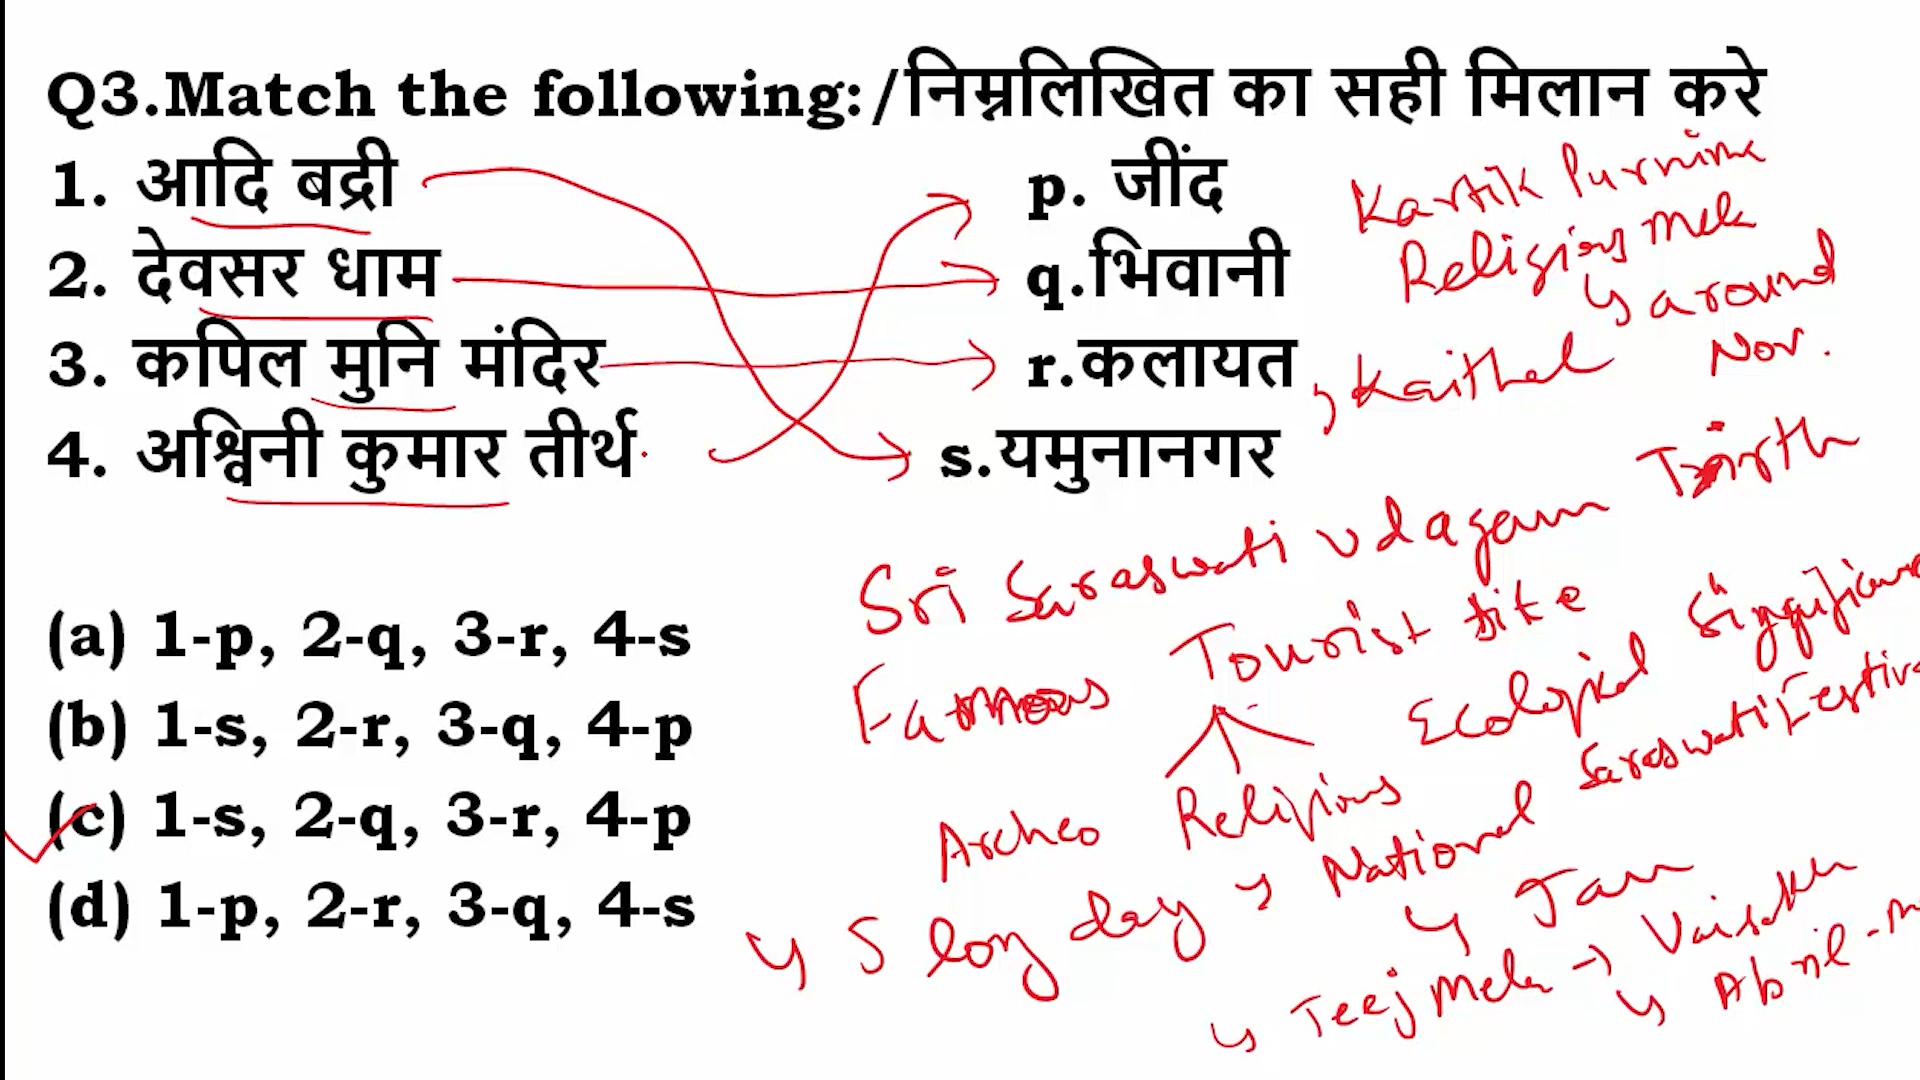 Q3.Match the following:/निम्नलिखित का सही मिलान करे
1. आदि बद्री p. जींद
2. देवसर धाम q.भिवानी
3. कपिल मुनि मंदिर r.कलायत
4. अश्विनी कुमार तीर्थ s.यमुनानगर
(a) 1-p, 2-q, 3-r, 4-s
(b) 1-s, 2-r, 3-q, 4-p
(c) 1-s, 2-q, 3-r, 4-p
(d) 1-p, 2-r, 3-q, 4-s
Kartik Purnima
Religious Mela
around
Nov.
Kaithal
Sri Saraswati Udagam Tirth
Famous Tourist site
Archeo Religious Ecological
5 long day National Saraswati
Jan
Teej Mela Vaisakh